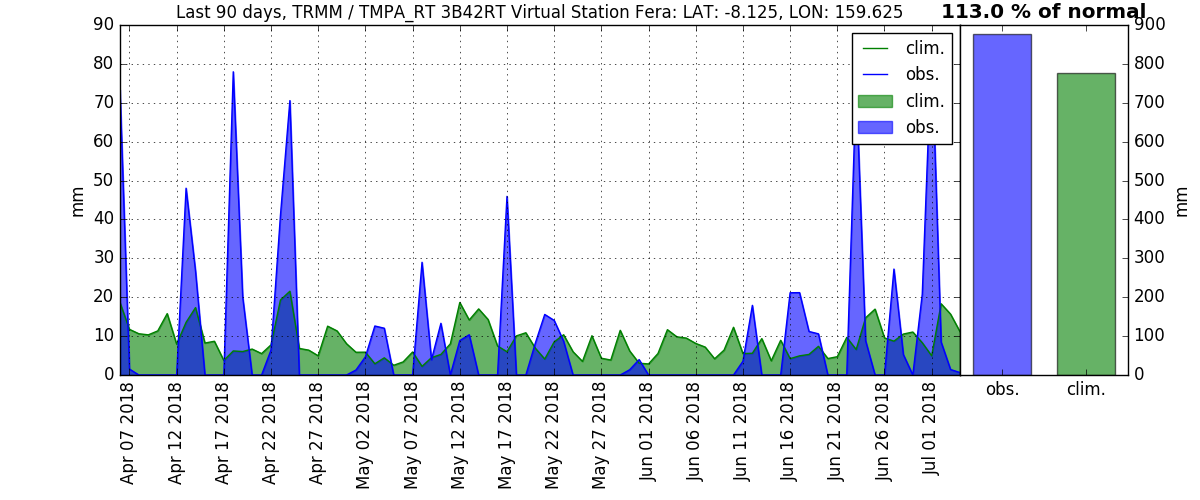 Last 90 days, TRMM / TMPA_RT 3B42RT Virtual Station Fera: LAT: -8.125, LON: 159.625
113.0 % of normal
90
80
70
60
50
40
30
20
10
0
mm
clim.
obs.
clim.
obs.
900
800
700
600
500
400
300
200
100
0
mm
Apr 07 2018
Apr 12 2018
Apr 17 2018
Apr 22 2018
Apr 27 2018
May 02 2018
May 07 2018
May 12 2018
May 17 2018
May 22 2018
May 27 2018
Jun 01 2018
Jun 06 2018
Jun 11 2018
Jun 16 2018
Jun 21 2018
Jun 26 2018
Jul 01 2018
obs.
clim.